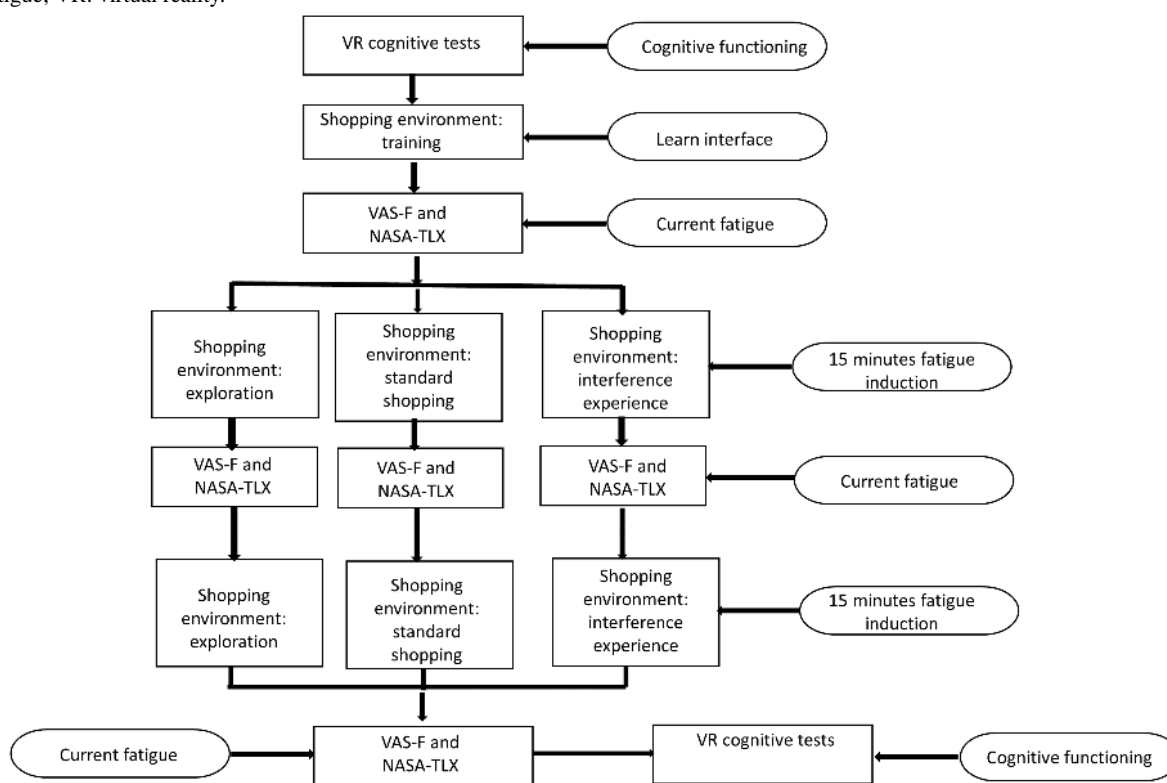 tigue; VR: virtual reality.
VR cognitive tests
Cognitive functioning
Shopping environment:
training
Learn interface
VAS-F and
NASA-TLX
Current fatigue
Shopping
environment:
exploration
Shopping
environment:
standard
shopping
Shopping
environment:
interference
experience
15 minutes fatigue
induction
VAS-F and
NASA-TLX
VAS-F and
NASA-TLX
VAS-F and
NASA-TLX
Current fatigue
Shopping
environment:
exploration
Shopping
environment:
standard
shopping
Shopping
environment:
interference
experience
15 minutes fatigue
induction
Current fatigue
VAS-F and
NASA-TLX
VR cognitive tests
Cognitive functioning